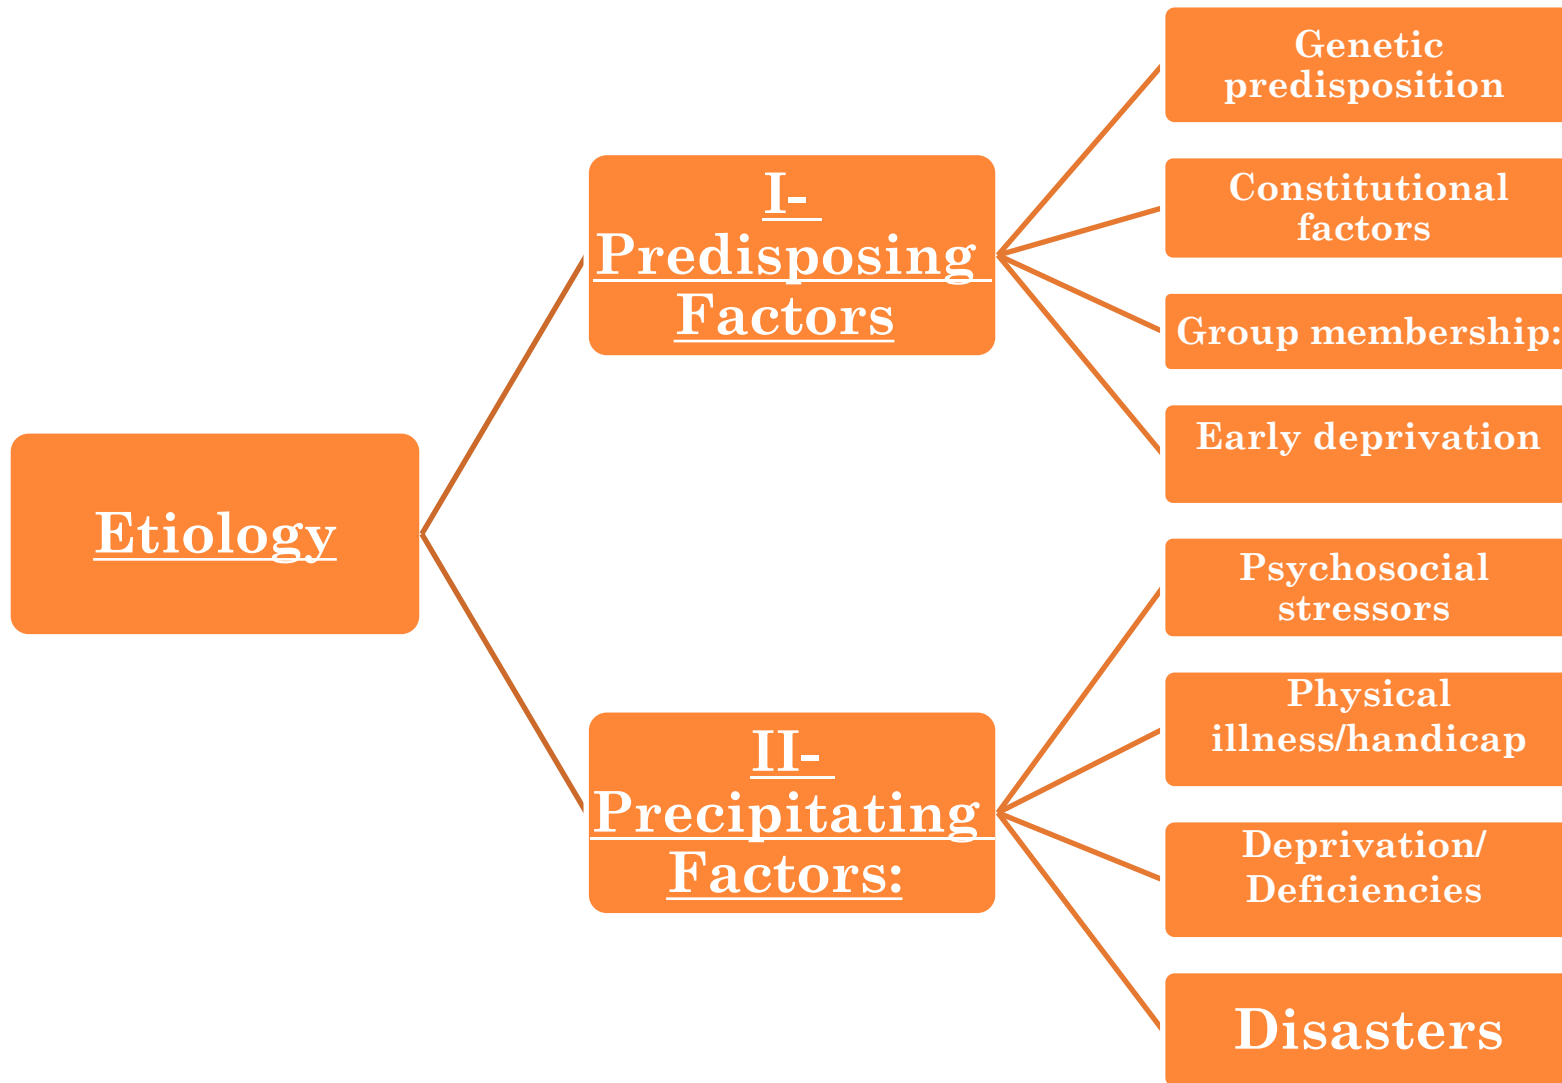 Etiology
I-
Predisposing
Factors
Genetic
predisposition
Constitutional
factors
Group membership:
Early deprivation
II-
Precipitating
Factors:
Psychosocial
stressors
Physical
illness/handicap
Deprivation/
Deficiencies
Disasters